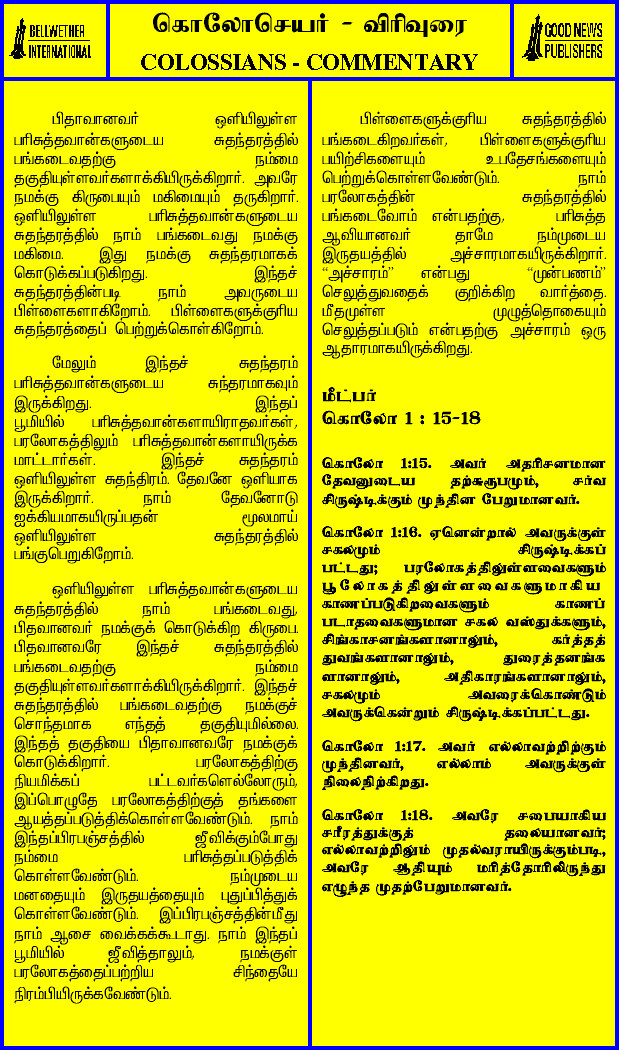 BELLWETHER
INTERNATIONAL
கொலோசெயர் - விரிவுரை
COLOSSIANS - COMMENTARY
GOOD NEWS
PUBLISHERS
பிதாவானவர் ஒளியிலுள்ள
பரிசுத்தவான்களுடைய சுதந்தரத்தில்
பங்கடைவதற்கு நம்மை
தகுதியுள்ளவர்களாக்கியிருக்கிறார். அவரே
நமக்கு கிருபையும் மகிமையும் தருகிறார்.
ஒளியிலுள்ள பரிசுத்தவான்களுடைய
சுதந்தரத்தில் நாம் பங்கடைவது நமக்கு
மகிமை. இது நமக்கு சுதந்தரமாகக்
கொடுக்கப்படுகிறது. இந்தச்
சுதந்தரத்தின்படி நாம் அவருடைய
பிள்ளைகளாகிறோம். பிள்ளைகளுக்குரிய
சுதந்தரத்தைப் பெற்றுக்கொள்கிறோம்.
மேலும் இந்தச் சுதந்தரம்
பரிசுத்தவான்களுடைய சுந்தரமாகவும்
இருக்கிறது. இந்தப்
பூமியில் பரிசுத்தவான்களாயிராதவர்கள்,
பரலோகத்திலும் பரிசுத்தவான்களாயிருக்க
மாட்டார்கள். இந்தச் சுதந்தரம்
ஒளியிலுள்ள சுதந்திரம். தேவனே ஒளியாக
இருக்கிறார். நாம் தேவனோடு
ஐக்கியமாகயிருப்பதன் மூலமாய்
ஒளியிலுள்ள சுதந்தரத்தில்
பங்குபெறுகிறோம்.
ஒளியிலுள்ள பரிசுத்தவான்களுடைய
சுதந்தரத்தில் நாம் பங்கடைவது,
பிதாவானவர் நமக்குக் கொடுக்கிற கிருபை.
பிதாவானவரே இந்தச் சுதந்தரத்தில்
பங்கடைவதற்கு நம்மை
தகுதியுள்ளவர்களாக்கியிருக்கிறார். இந்தச்
சுதந்தரத்தில் பங்கடைவதற்கு நமக்குச்
சொந்தமாக எந்தத் தகுதியுமில்லை.
இந்தத் தகுதியை பிதாவானவரே நமக்குக்
கொடுக்கிறார். பரலோகத்திற்கு
நியமிக்கப் பட்டவர்களெல்லோரும்,
இப்பொழுதே பரலோகத்திற்குத் தங்களை
ஆயத்தப்படுத்திக்கொள்ளவேண்டும். நாம்
இந்தப்பிரபஞ்சத்தில் ஜீவிக்கும்போது
நம்மை பரிசுத்தப்படுத்திக்
கொள்ளவேண்டும். நம்முடைய
மனதையும் இருதயத்தையும் புதுப்பித்துக்
கொள்ளவேண்டும். இப்பிரபஞ்சத்தின்மீது
நாம் ஆசை வைக்கக்கூடாது. நாம் இந்தப்
பூமியில் ஜீவித்தாலும், நமக்குள்
பரலோகத்தைப்பற்றிய சிந்தையே
நிரம்பியிருக்கவேண்டும்.
பிள்ளைகளுக்குரிய சுதந்தரத்தில்
பங்கடைகிறவர்கள், பிள்ளைகளுக்குரிய
பயிற்சிகளையும் உபதேசங்களையும்
பெற்றுக்கொள்ளவேண்டும். நாம்
பரலோகத்தின் சுதந்தரத்தில்
பங்கடைவோம் என்பதற்கு, பரிசுத்த
ஆவியானவர் தாமே நம்முடைய
இருதயத்தில் அச்சாரமாகயிருக்கிறார்.
“அச்சாரம்” என்பது “முன்பணம்”
செலுத்துவதைக் குறிக்கிற வார்த்தை.
மீதமுள்ள முழுத்தொகையும்
செலுத்தப்படும் என்பதற்கு அச்சாரம் ஒரு
ஆதாரமாகயிருக்கிறது.
மீட்பர்
கொலோ 1 : 15-18
கொலோ 1:15. அவர் அதரிசனமான
தேவனுடைய தற்சுரூபமும், சர்வ
சிருஷ்டிக்கும் முந்தின பேறுமானவர்.
கொலோ 1:16. ஏனென்றால் அவருக்குள்
சகலமும் சிருஷ்டிக்கப்
பட்டது; பரலோகத்திலுள்ளவைகளும்
பூலோகத்திலுள்ளவைகளுமாகிய
காணப்படுகிறவைகளும் காணப்
படாதவைகளுமான சகல வஸ்துக்களும்,
சிங்காசனங்களானாலும், கர்த்தத்
துவங்களானாலும், துரைத்தனங்க
ளானாலும், அதிகாரங்களானாலும்,
சகலமும் அவரைக்கொண்டும்
அவருக்கென்றும் சிருஷ்டிக்கப்பட்டது.
கொலோ 1:17. அவர் எல்லாவற்றிற்கும்
முந்தினவர், எல்லாம் அவருக்குள்
நிலைநிற்கிறது.
கொலோ 1:18. அவரே சபையாகிய
சரீரத்துக்குத் தலையானவர்;
எல்லாவற்றிலும் முதல்வராயிருக்கும்படி,
அவரே ஆதியும் மரித்தோரிலிருந்து
எழுந்த முதற்பேறுமானவர்.